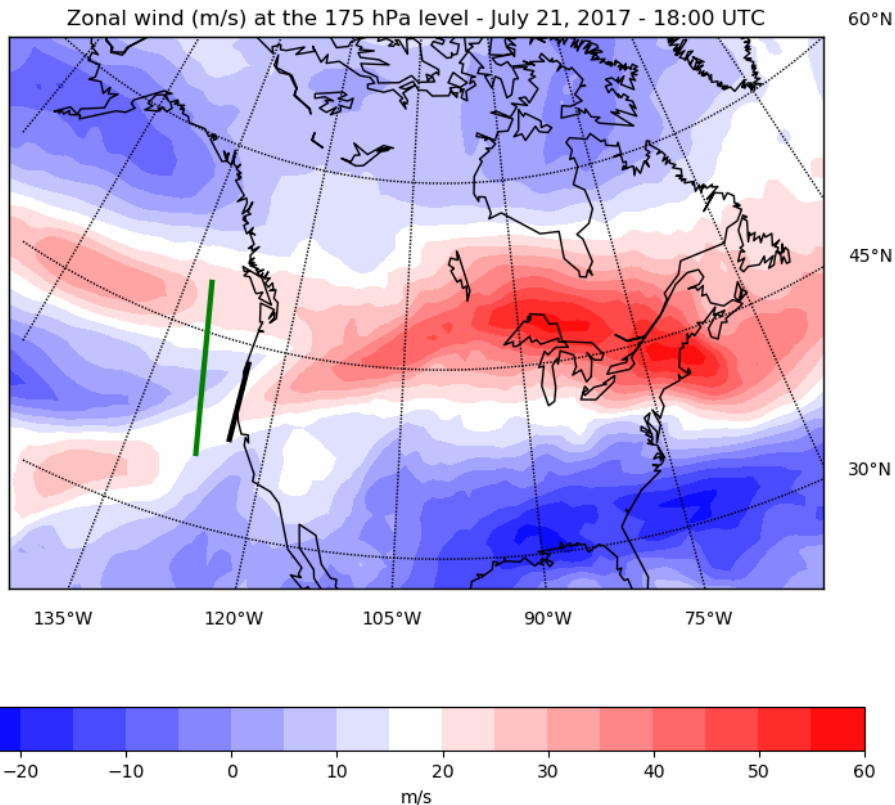 Zonal wind (m/s) at the 175 hPa level - July 21, 2017 - 18:00 UTC
60°N
45°N
30°N
135°W 120°W 105°W 90°W 75°W
−20 −10 0 10 20 30 40 50 60
m/s